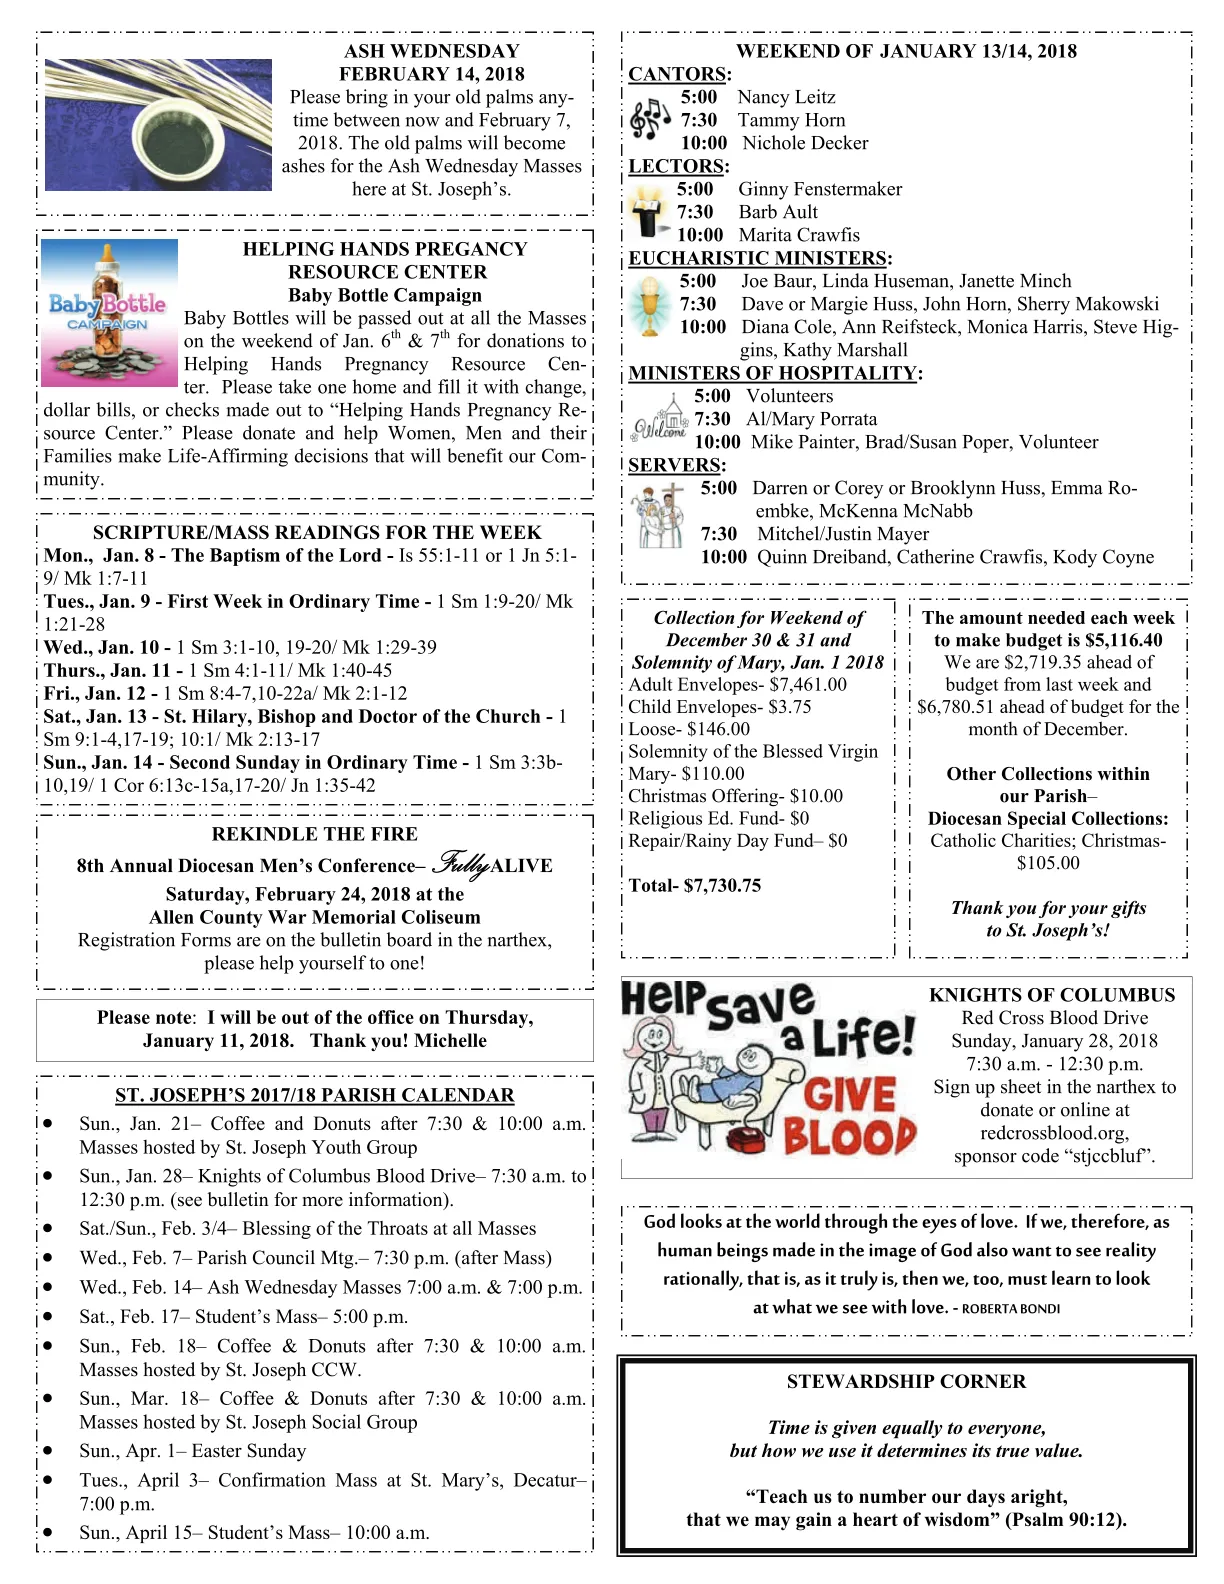 ASH WEDNESDAY
FEBRUARY 14, 2018
Please bring in your old palms any-
time between now and February 7,
2018. The old palms will become
ashes for the Ash Wednesday Masses
here at St. Joseph's.
HELPING HANDS PREGANCY
RESOURCE CENTER
Baby Bottle Campaign
BabyBottle
CAMPAIGN
Baby Bottles will be passed out at all the Masses
on the weekend of Jan. 6th & 7th for donations to
Helping Hands Pregnancy Resource Cen-
ter. Please take one home and fill it with change,
dollar bills, or checks made out to “Helping Hands Pregnancy Re-
source Center.” Please donate and help Women, Men and their
Families make Life-Affirming decisions that will benefit our Com-
munity.
SCRIPTURE/MASS READINGS FOR THE WEEK
Mon., Jan. 8 - The Baptism of the Lord - Is 55:1-11 or 1 Jn 5:1-
9/ Mk 1:7-11
Tues., Jan. 9 - First Week in Ordinary Time - 1 Sm 1:9-20/ Mk
1:21-28
Wed., Jan. 10 - 1 Sm 3:1-10, 19-20/ Mk 1:29-39
Thurs., Jan. 11 - 1 Sm 4:1-11/ Mk 1:40-45
Fri., Jan. 12 - 1 Sm 8:4-7,10-22a/ Mk 2:1-12
Sat., Jan. 13 - St. Hilary, Bishop and Doctor of the Church - 1
Sm 9:1-4,17-19; 10:1/ Mk 2:13-17
Sun., Jan. 14 - Second Sunday in Ordinary Time - 1 Sm 3:3b-
10,19/ 1 Cor 6:13c-15a,17-20/ Jn 1:35-42
REKINDLE THE FIRE
8th Annual Diocesan Men's Conference– Fully ALIVE
Saturday, February 24, 2018 at the
Allen County War Memorial Coliseum
Registration Forms are on the bulletin board in the narthex,
please help yourself to one!
Please note: I will be out of the office on Thursday,
January 11, 2018. Thank you! Michelle
ST. JOSEPH'S 2017/18 PARISH CALENDAR
• Sun., Jan. 21– Coffee and Donuts after 7:30 & 10:00 a.m.
Masses hosted by St. Joseph Youth Group
• Sun., Jan. 28– Knights of Columbus Blood Drive– 7:30 a.m. to
12:30 p.m. (see bulletin for more information).
• Sat./Sun., Feb. 3/4– Blessing of the Throats at all Masses
• Wed., Feb. 7– Parish Council Mtg.– 7:30 p.m. (after Mass)
• Wed., Feb. 14– Ash Wednesday Masses 7:00 a.m. & 7:00 p.m.
• Sat., Feb. 17– Student's Mass– 5:00 p.m.
• Sun., Feb. 18– Coffee & Donuts after 7:30 & 10:00 a.m.
Masses hosted by St. Joseph CCW.
• Sun., Mar. 18– Coffee & Donuts after 7:30 & 10:00 a.m.
Masses hosted by St. Joseph Social Group
• Sun., Apr. 1– Easter Sunday
• Tues., April 3– Confirmation Mass at St. Mary's, Decatur–
7:00 p.m.
• Sun., April 15– Student's Mass– 10:00 a.m.
WEEKEND OF JANUARY 13/14, 2018
CANTORS:
5:00 Nancy Leitz
7:30 Tammy Horn
10:00 Nichole Decker
LECTORS:
5:00 Ginny Fenstermaker
7:30 Barb Ault
10:00 Marita Crawfis
EUCHARISTIC MINISTERS:
5:00 Joe Baur, Linda Huseman, Janette Minch
7:30 Dave or Margie Huss, John Horn, Sherry Makowski
10:00 Diana Cole, Ann Reifsteck, Monica Harris, Steve Hig-
gins, Kathy Marshall
MINISTERS OF HOSPITALITY:
Welcome
5:00 Volunteers
7:30 Al/Mary Porrata
10:00 Mike Painter, Brad/Susan Poper, Volunteer
SERVERS:
5:00 Darren or Corey or Brooklynn Huss, Emma Ro-
embke, McKenna McNabb
7:30 Mitchel/Justin Mayer
10:00 Quinn Dreiband, Catherine Crawfis, Kody Coyne
Collection for Weekend of
December 30 & 31 and
Solemnity of Mary, Jan. 1 2018
Adult Envelopes- $7,461.00
Child Envelopes- $3.75
Loose- $146.00
Solemnity of the Blessed Virgin
Mary- $110.00
Christmas Offering- $10.00
Religious Ed. Fund- $0
Repair/Rainy Day Fund– $0
Total- $7,730.75
The amount needed each week
to make budget is $5,116.40
We are $2,719.35 ahead of
budget from last week and
$6,780.51 ahead of budget for the
month of December.
Other Collections within
our Parish–
Diocesan Special Collections:
Catholic Charities; Christmas-
$105.00
Thank you for your gifts
to St. Joseph's!
HELP SAVE
a LiFe!
GIVE
BLOOD
KNIGHTS OF COLUMBUS
Red Cross Blood Drive
Sunday, January 28, 2018
7:30 a.m. - 12:30 p.m.
Sign up sheet in the narthex to
donate or online at
redcrossblood.org,
sponsor code “stjccbluf”.
God looks at the world through the eyes of love. If we, therefore, as
human beings made in the image of God also want to see reality
rationally, that is, as it truly is, then we, too, must learn to look
at what we see with love. - ROBERTA BONDI
STEWARDSHIP CORNER
Time is given equally to everyone,
but how we use it determines its true value.
“Teach us to number our days aright,
that we may gain a heart of wisdom” (Psalm 90:12).